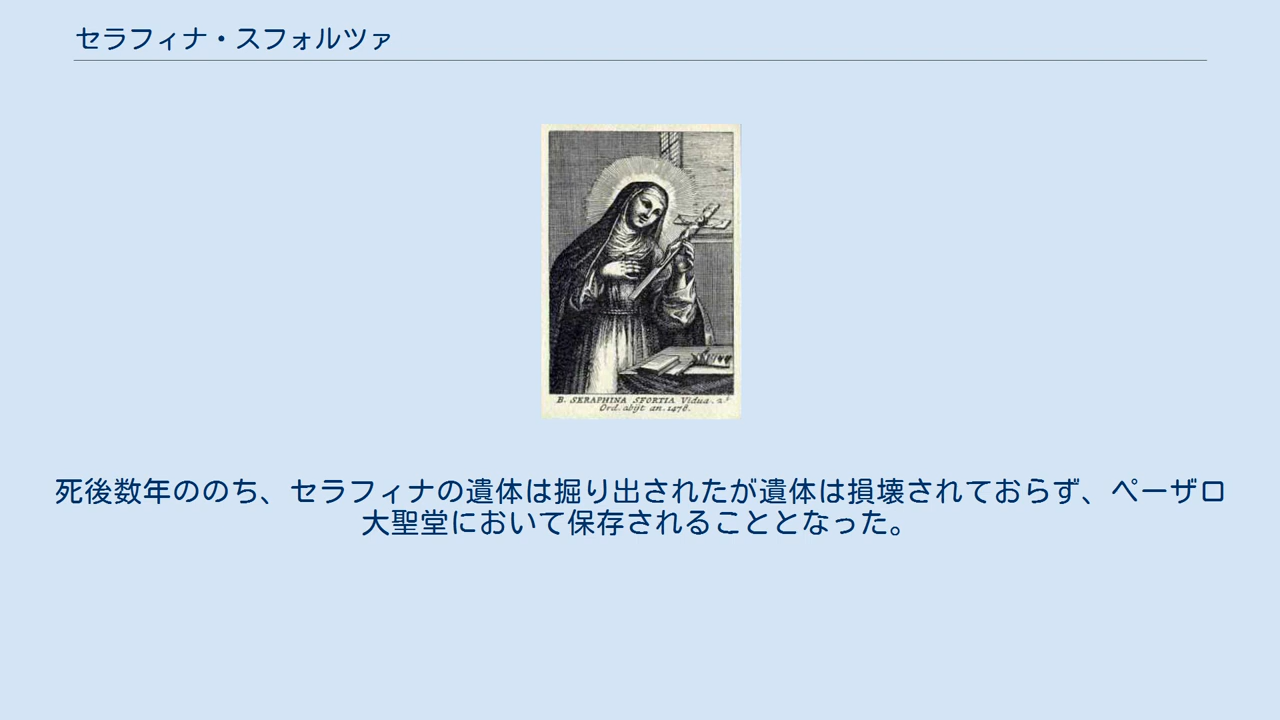 セラフィナ・スフォルツァ
B. SERAPHINA SFORTIA Vidua. 2.
Ord. abijt an. 1478.
死後数年ののち、セラフィナの遺体は掘り出されたが遺体は損壊されておらず、ペーザロ
大聖堂において保存されることとなった。